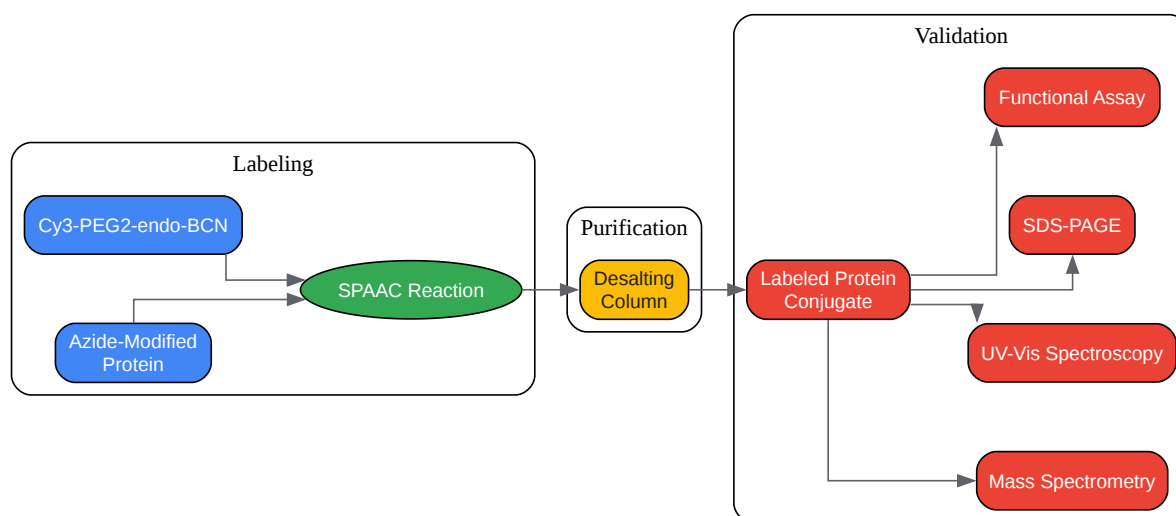 Labeling
Cy3-PEG2-endo-BCN
Azide-Modified
Protein
SPAAC Reaction
Purification
Desalting
Column
Validation
Labeled Protein
Conjugate
Functional Assay
SDS-PAGE
UV-Vis Spectroscopy
Mass Spectrometry